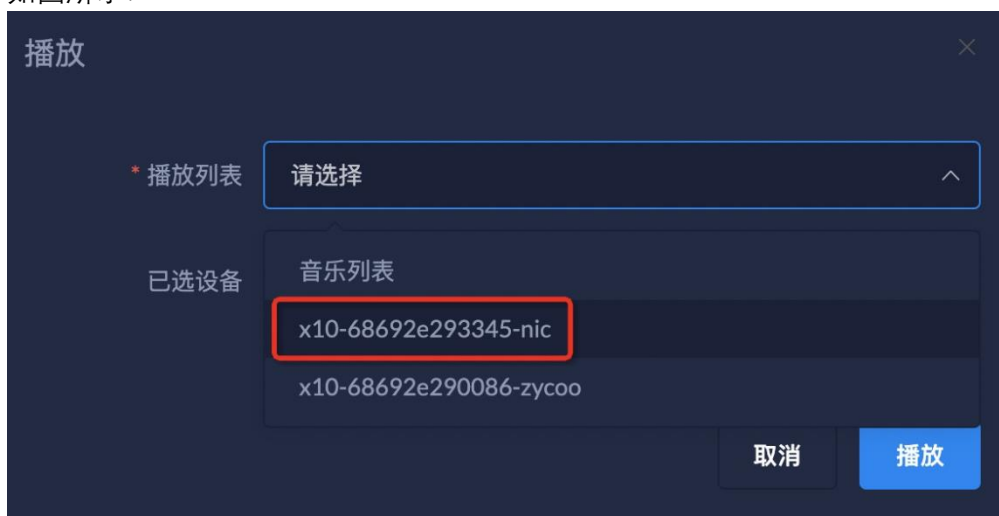 播放
* 播放列表 请选择
已选设备 音乐列表
x10-68692e293345-nic
x10-68692e290086-zycoo
取消 播放